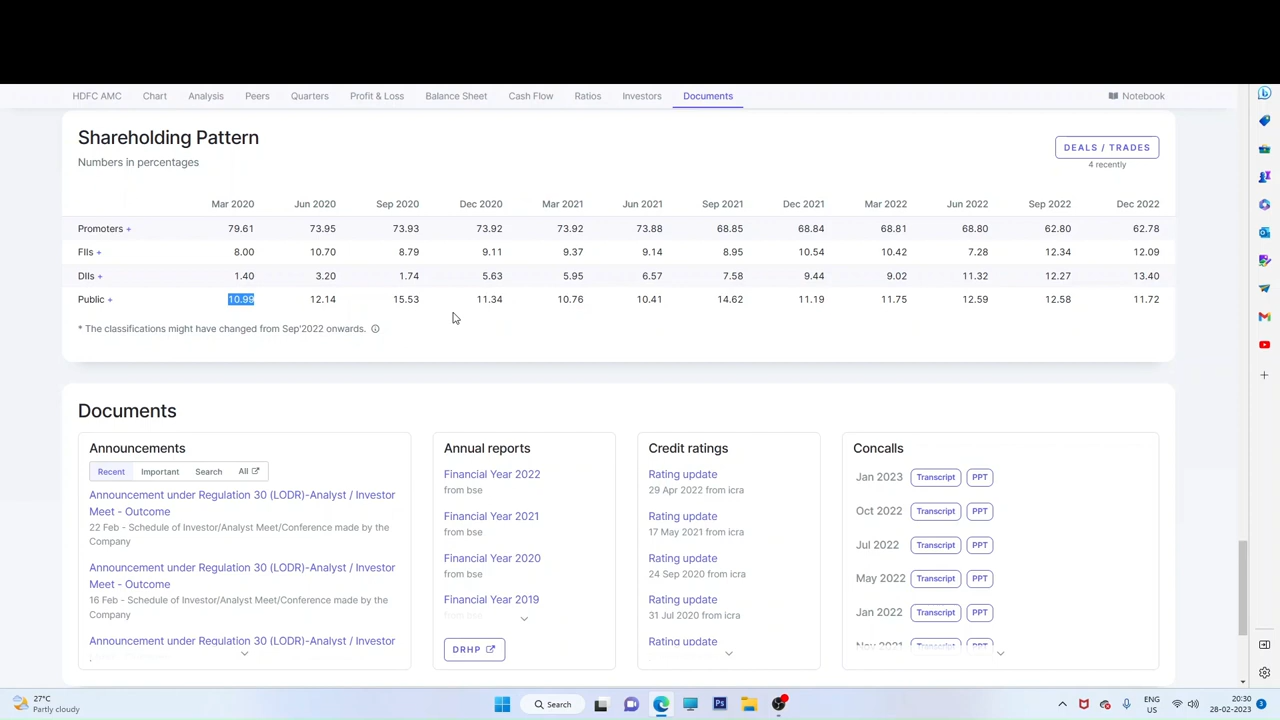 HDFC AMC Chart Analysis Peers Quarters Profit & Loss Balance Sheet Cash Flow Ratios Investors Documents Notebook
Shareholding Pattern
Numbers in percentages
DEALS / TRADES
4 recently
Mar 2020 Jun 2020 Sep 2020 Dec 2020 Mar 2021 Jun 2021 Sep 2021 Dec 2021 Mar 2022 Jun 2022 Sep 2022 Dec 2022
Promoters + 79.61 73.95 73.93 73.92 73.92 73.88 68.85 68.84 68.81 68.80 62.80 62.78
FIIs + 8.00 10.70 8.79 9.11 9.37 9.14 8.95 10.54 10.42 7.28 12.34 12.09
DIIs + 1.40 3.20 1.74 5.63 5.95 6.57 7.58 9.44 9.02 11.32 12.27 13.40
Public + 10.99 12.14 15.53 11.34 10.76 10.41 14.62 11.19 11.75 12.59 12.58 11.72
* The classifications might have changed from Sep'2022 onwards.
Documents
Announcements
Recent Important Search All
Announcement under Regulation 30 (LODR)-Analyst / Investor
Meet - Outcome
22 Feb - Schedule of Investor/Analyst Meet/Conference made by the
Company
Announcement under Regulation 30 (LODR)-Analyst / Investor
Meet - Outcome
16 Feb - Schedule of Investor/Analyst Meet/Conference made by the
Company
Announcement under Regulation 30 (LODR)-Analyst / Investor
Annual reports
Financial Year 2022
from bse
Financial Year 2021
from bse
Financial Year 2020
from bse
Financial Year 2019
from bse
DRHP
Credit ratings
Rating update
29 Apr 2022 from icra
Rating update
17 May 2021 from icra
Rating update
24 Sep 2020 from icra
Rating update
31 Jul 2020 from icra
Rating update
Concalls
Jan 2023 Transcript PPT
Oct 2022 Transcript PPT
Jul 2022 Transcript PPT
May 2022 Transcript PPT
Jan 2022 Transcript PPT
Nov 2021 Transcript PPT
27°C
Partly cloudy
Search
Ps
ENG
US
20:30
28-02-2023
3